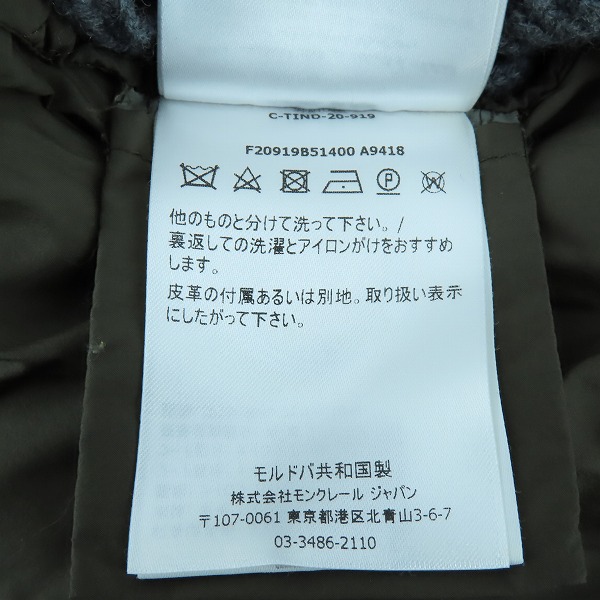 C-TIND-20-919
F20919B51400 A9418
他のものと分けて洗って下さい。/
裏返しての洗濯とアイロンがけをおすすめ
します。
皮革の付属あるいは別地。取り扱い表示
にしたがって下さい。
モルドバ共和国製
株式会社モンクレール ジャパン
〒107-0061 東京都港区北青山3-6-7
03-3486-2110